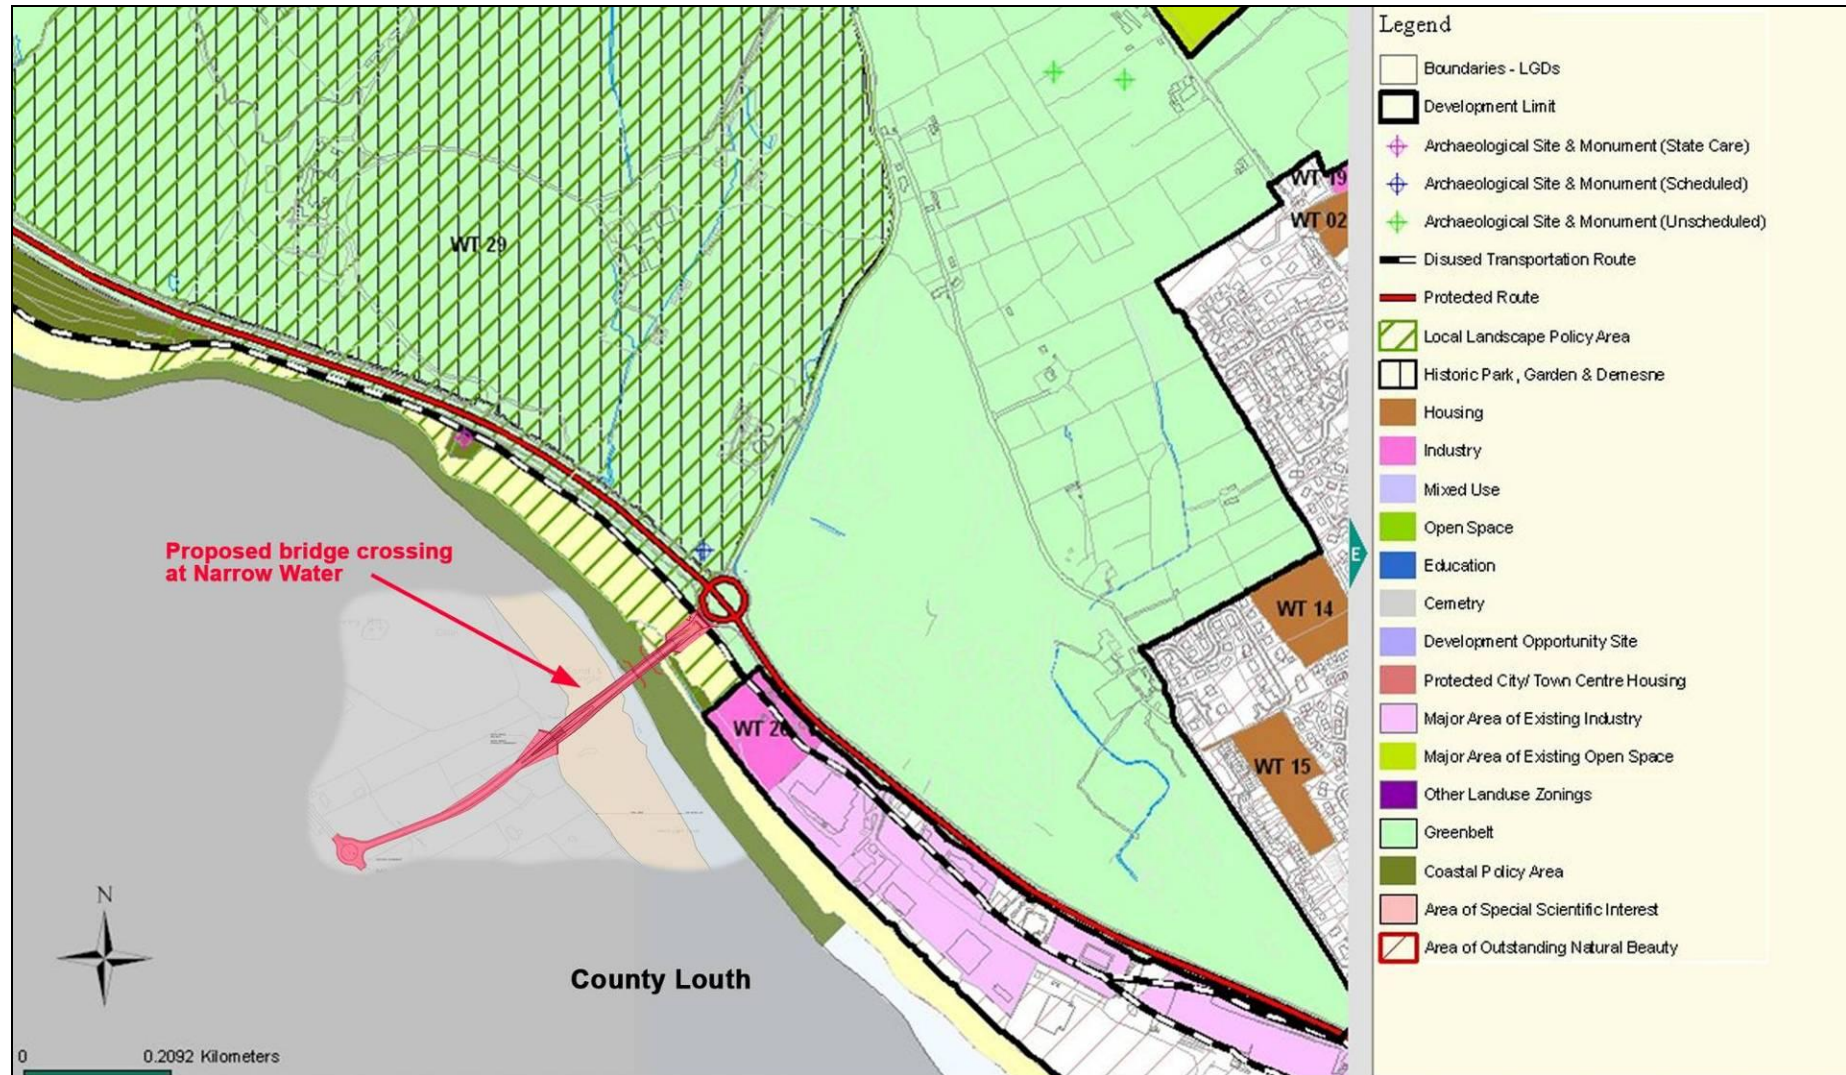 WT 29
WT 19
WT 02
Proposed bridge crossing
at Narrow Water
WT 14
WT 15
N
County Louth
0
0.2092 Kilometers
E
Legend
Boundaries - LGDs
Development Limit
Archaeological Site & Monument (State Care)
Archaeological Site & Monument (Scheduled)
Archaeological Site & Monument (Unscheduled)
Disused Transportation Route
Protected Route
Local Landscape Policy Area
Historic Park, Garden & Demesne
Housing
Industry
Mixed Use
Open Space
Education
Cemetry
Development Opportunity Site
Protected City/ Town Centre Housing
Major Area of Existing Industry
Major Area of Existing Open Space
Other Landuse Zonings
Greenbelt
Coastal Policy Area
Area of Special Scientific Interest
Area of Outstanding Natural Beauty